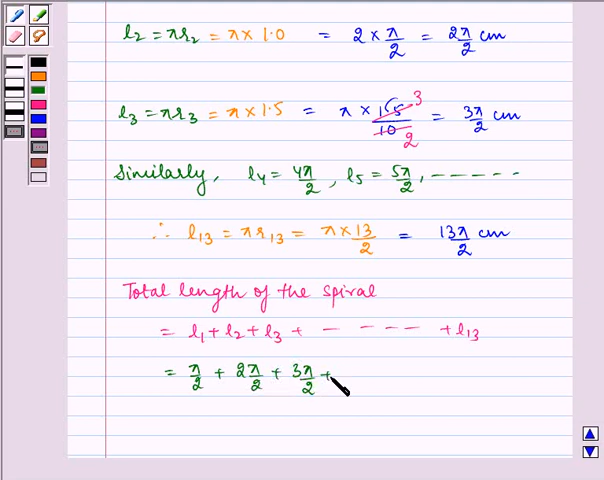 l₂ = πr₂ = π × 1·0 = 2 × π/2 = 2π/2 cm
l₃ = πr₃ = π × 1·5 = π × 15/10 3 2 = 3π/2 cm
Similarly, l₄ = 4π/2, l₅ = 5π/2, – – – – – –
∴ l₁₃ = πr₁₃ = π × 13/2 = 13π/2 cm
Total length of the spiral
= l₁ + l₂ + l₃ + – – – – – + l₁₃
= π/2 + 2π/2 + 3π/2 +